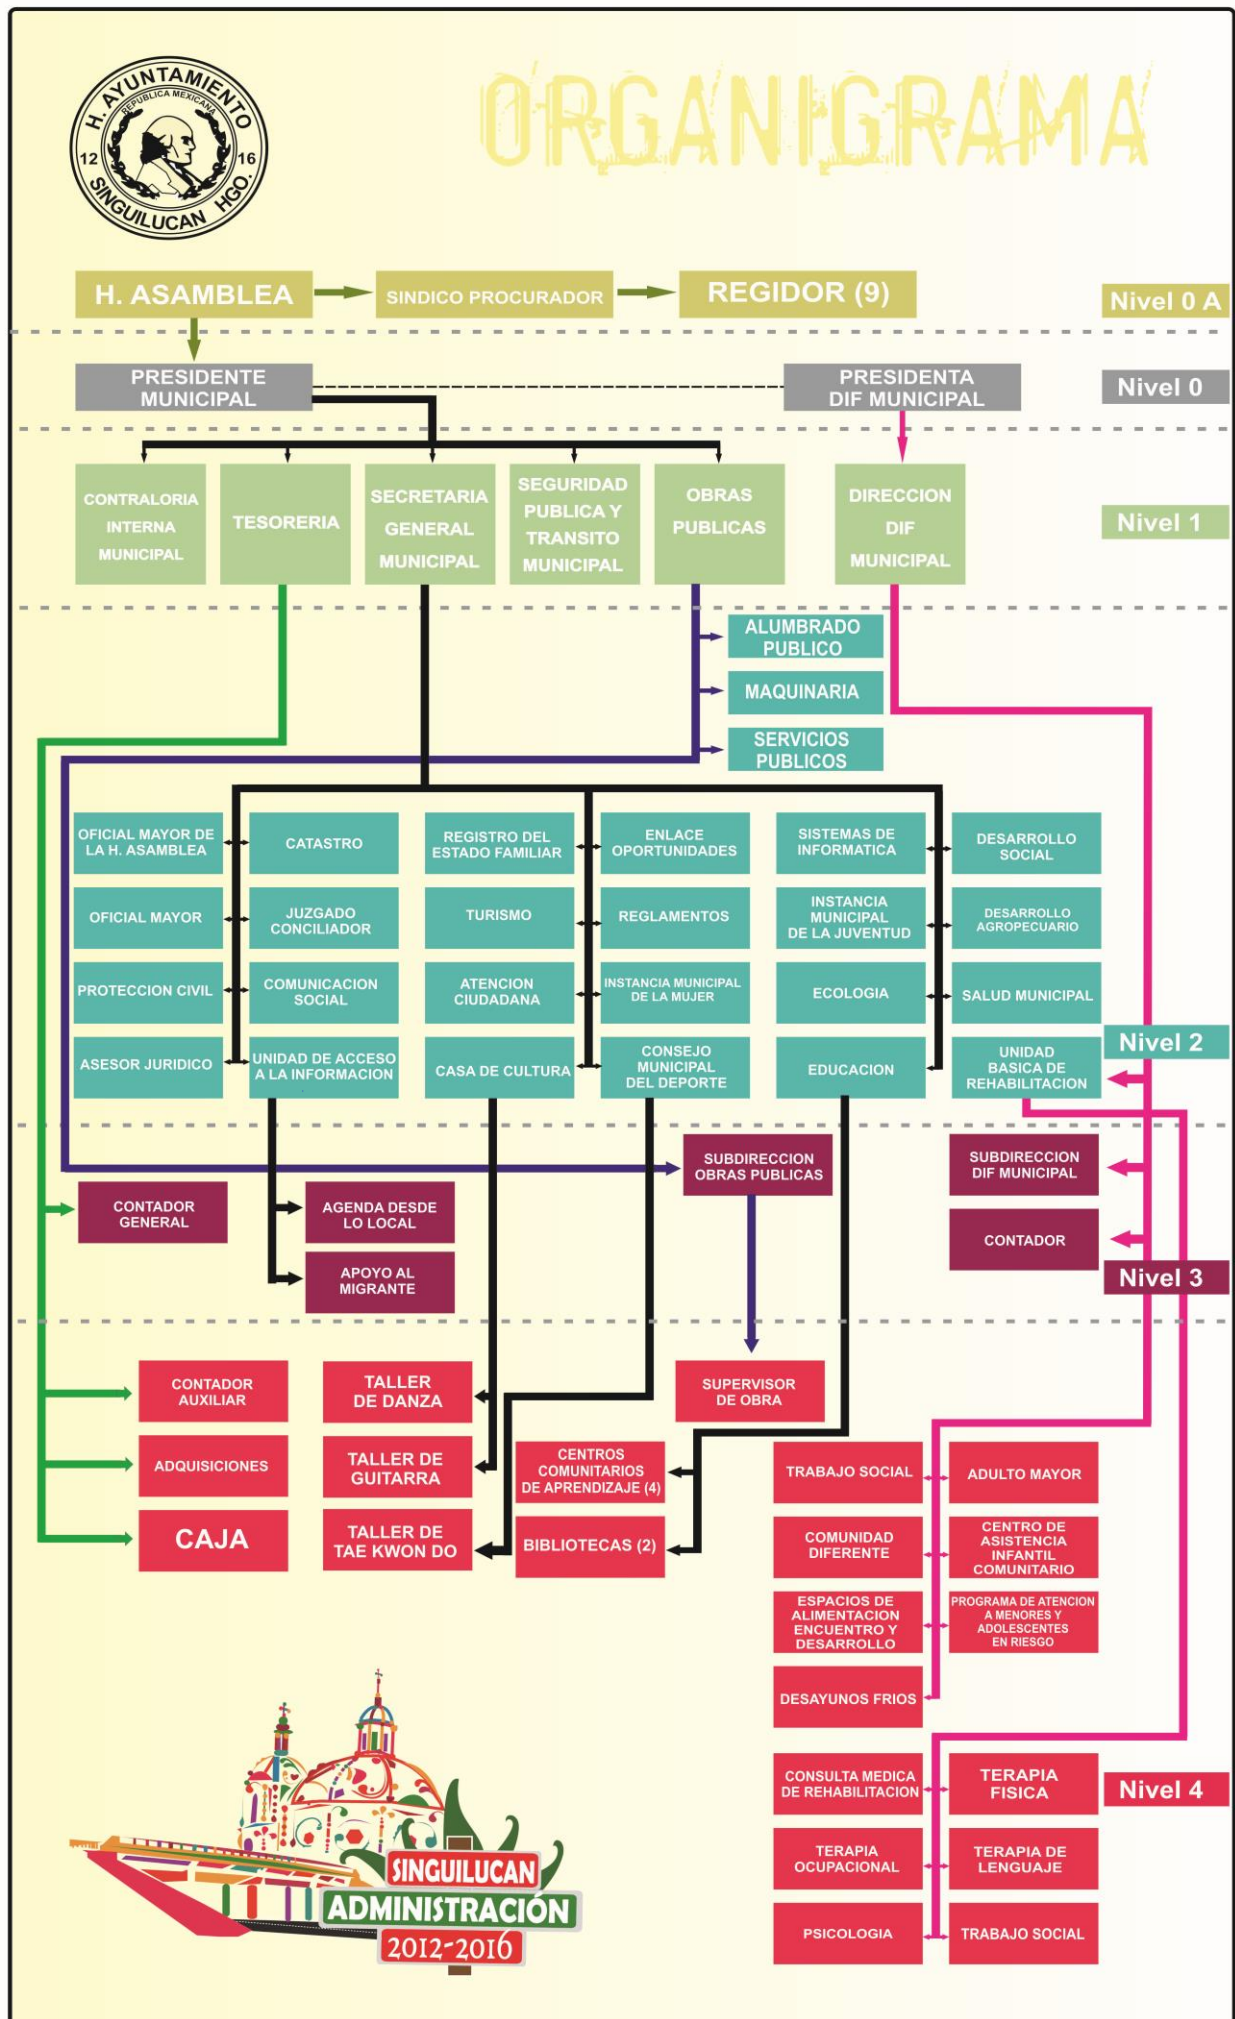 H. AYUNTAMIENTO
REPUBLICA MEXICANA
12 16
SINGUILUCAN HGO.
ORGANIGRAMA
H. ASAMBLEA
SINDICO PROCURADOR
REGIDOR (9)
Nivel 0 A
PRESIDENTE
MUNICIPAL
PRESIDENTA
DIF MUNICIPAL
Nivel 0
CONTRALORIA
INTERNA
MUNICIPAL
TESORERIA
SECRETARIA
GENERAL
MUNICIPAL
SEGURIDAD
PUBLICA Y
TRANSITO
MUNICIPAL
OBRAS
PUBLICAS
DIRECCION
DIF
MUNICIPAL
Nivel 1
ALUMBRADO
PUBLICO
MAQUINARIA
SERVICIOS
PUBLICOS
OFICIAL MAYOR DE
LA H. ASAMBLEA
CATASTRO
REGISTRO DEL
ESTADO FAMILIAR
ENLACE
OPORTUNIDADES
SISTEMAS DE
INFORMATICA
DESARROLLO
SOCIAL
OFICIAL MAYOR
JUZGADO
CONCILIADOR
TURISMO
REGLAMENTOS
INSTANCIA
MUNICIPAL
DE LA JUVENTUD
DESARROLLO
AGROPECUARIO
PROTECCION CIVIL
COMUNICACION
SOCIAL
ATENCION
CIUDADANA
INSTANCIA MUNICIPAL
DE LA MUJER
ECOLOGIA
SALUD MUNICIPAL
ASESOR JURIDICO
UNIDAD DE ACCESO
A LA INFORMACION
CASA DE CULTURA
CONSEJO
MUNICIPAL
DEL DEPORTE
EDUCACION
UNIDAD
BASICA DE
REHABILITACION
Nivel 2
SUBDIRECCION
OBRAS PUBLICAS
SUBDIRECCION
DIF MUNICIPAL
CONTADOR
GENERAL
AGENDA DESDE
LO LOCAL
CONTADOR
APOYO AL
MIGRANTE
Nivel 3
CONTADOR
AUXILIAR
TALLER
DE DANZA
SUPERVISOR
DE OBRA
ADQUISICIONES
TALLER DE
GUITARRA
CENTROS
COMUNITARIOS
DE APRENDIZAJE (4)
TRABAJO SOCIAL
ADULTO MAYOR
CAJA
TALLER DE
TAE KWON DO
BIBLIOTECAS (2)
COMUNIDAD
DIFERENTE
CENTRO DE
ASISTENCIA
INFANTIL
COMUNITARIO
ESPACIOS DE
ALIMENTACION
ENCUENTRO Y
DESARROLLO
PROGRAMA DE ATENCION
A MENORES Y
ADOLESCENTES
EN RIESGO
DESAYUNOS FRIOS
CONSULTA MEDICA
DE REHABILITACION
TERAPIA
FISICA
Nivel 4
TERAPIA
OCUPACIONAL
TERAPIA DE
LENGUAJE
PSICOLOGIA
TRABAJO SOCIAL
SINGUILUCAN
ADMINISTRACIÓN
2012-2016